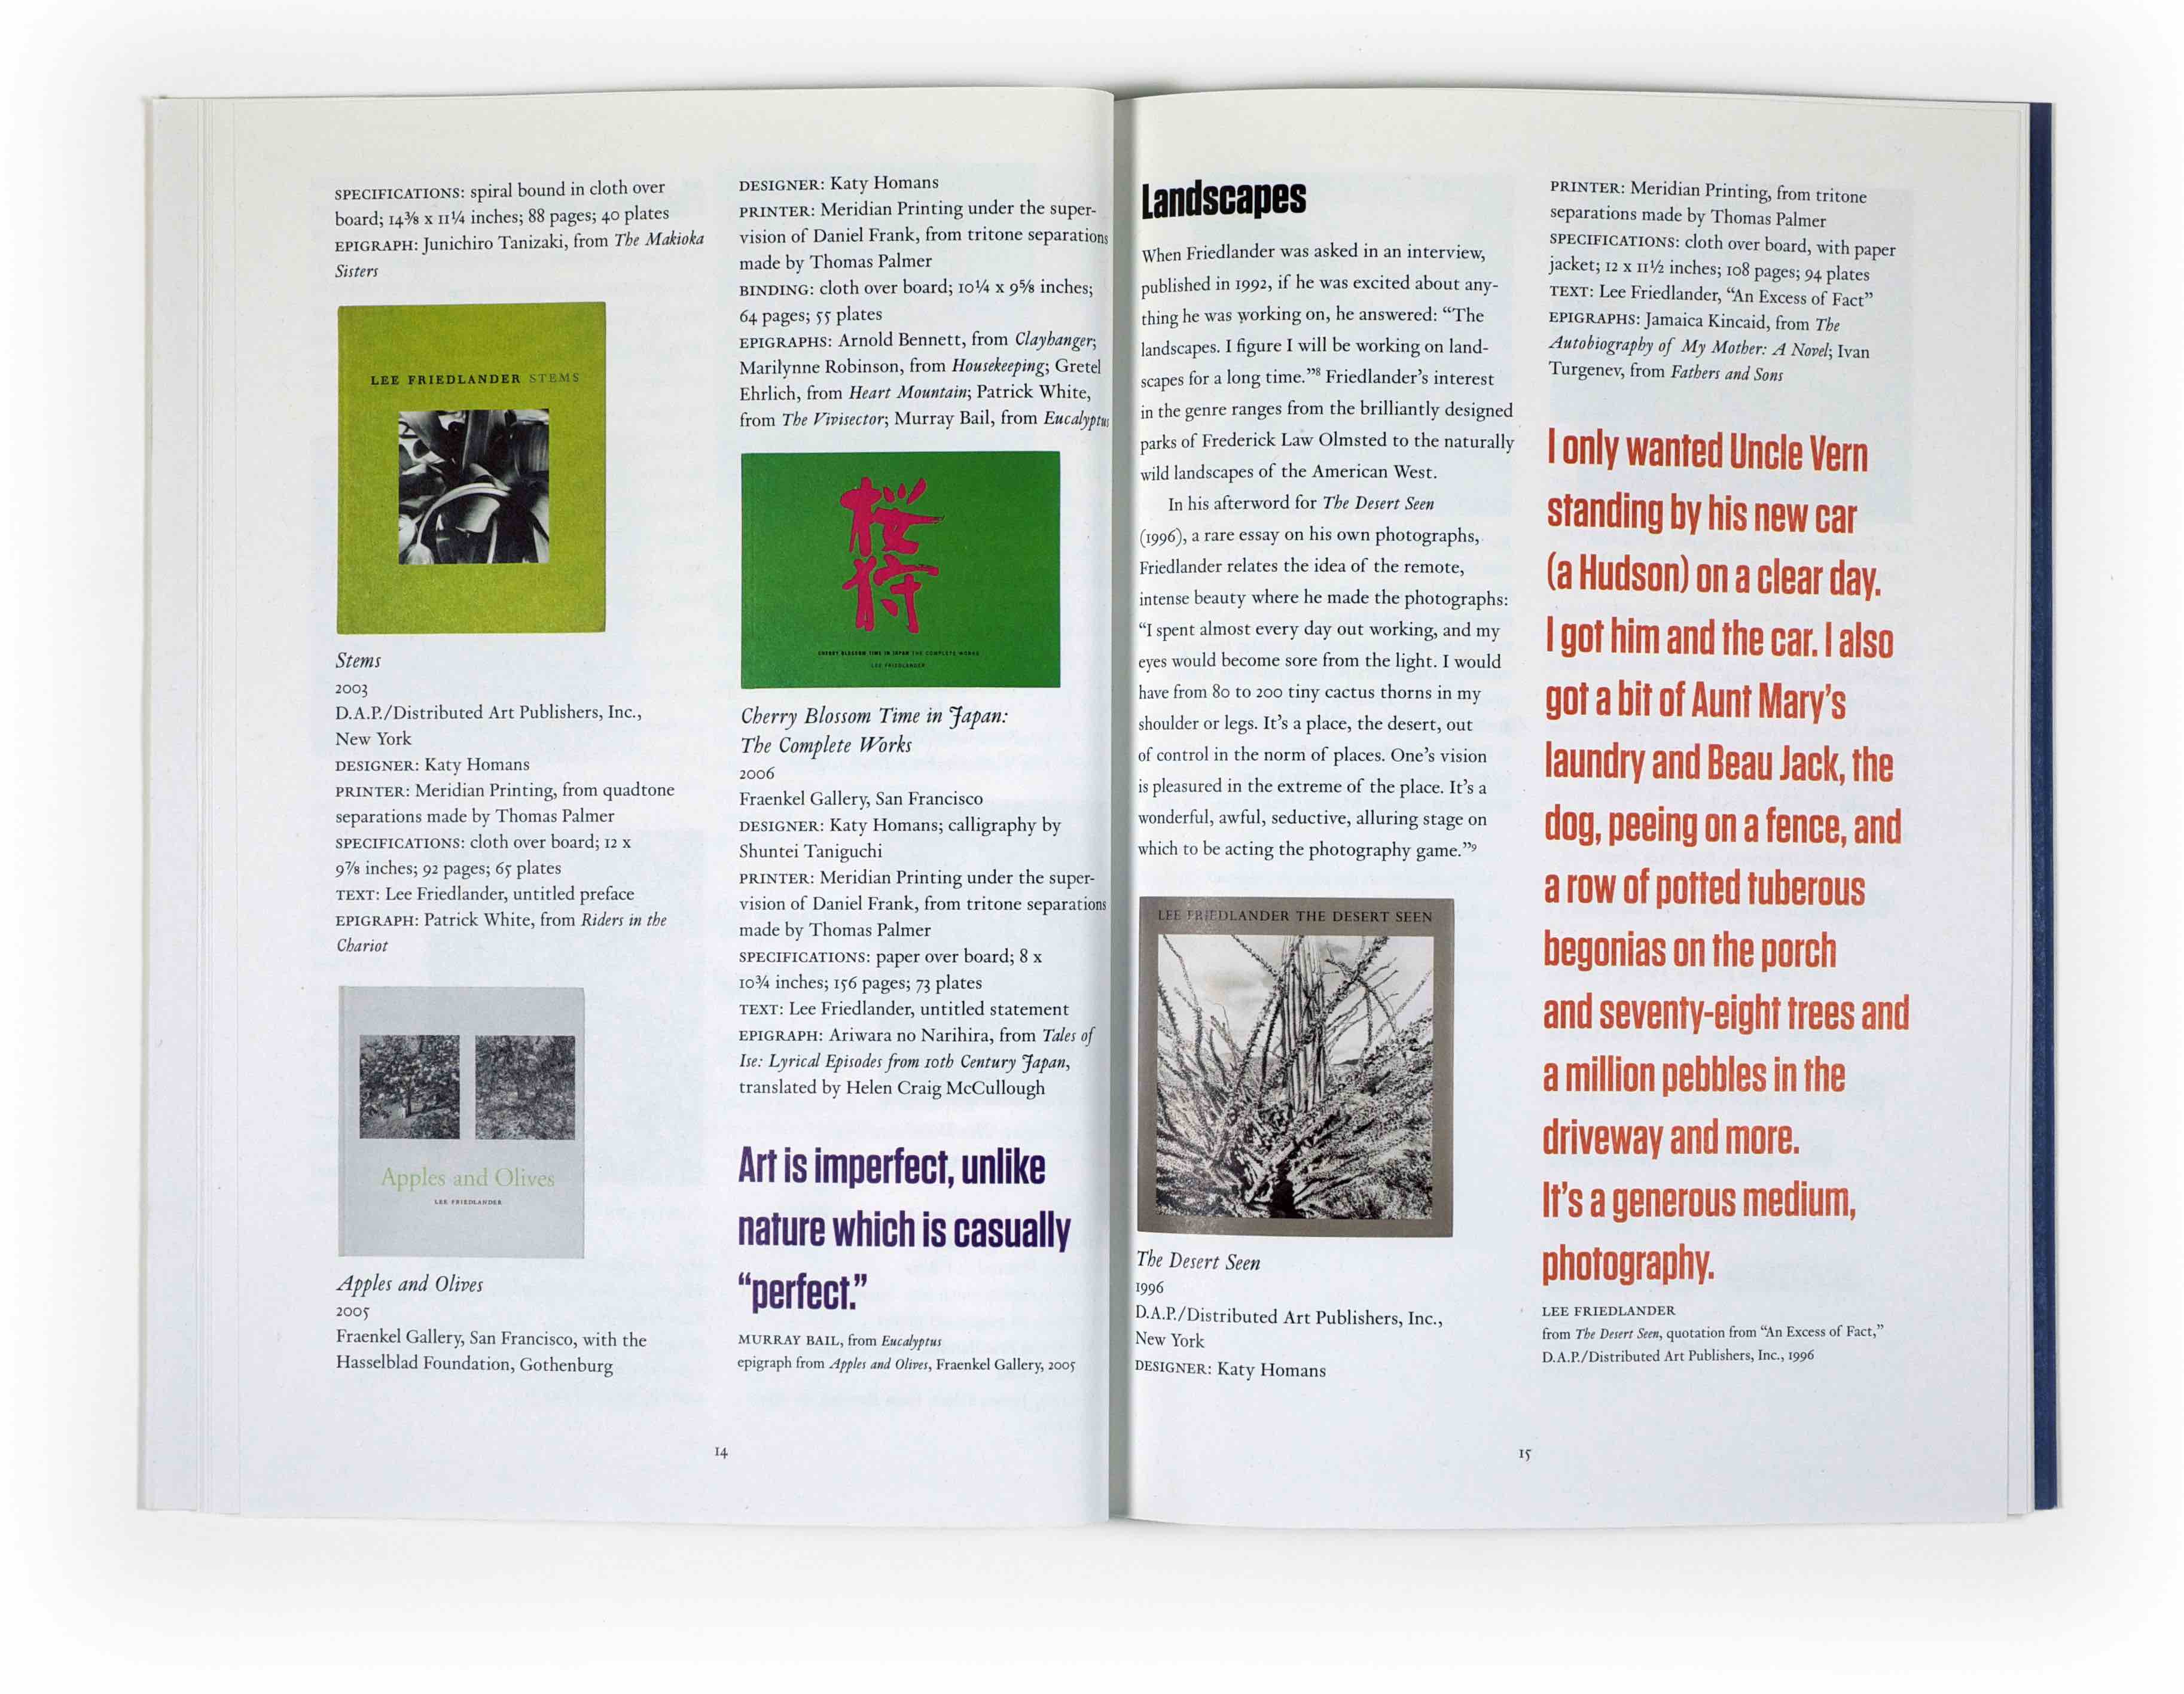 SPECIFICATIONS: spiral bound in cloth over
board; 14⅜ x 11¼ inches; 88 pages; 40 plates
EPIGRAPH: Junichiro Tanizaki, from The Makioka
Sisters
LEE FRIEDLANDER STEMS
Stems
2003
D.A.P./Distributed Art Publishers, Inc.,
New York
DESIGNER: Katy Homans
PRINTER: Meridian Printing, from quadtone
separations made by Thomas Palmer
SPECIFICATIONS: cloth over board; 12 x
9⅞ inches; 92 pages; 65 plates
TEXT: Lee Friedlander, untitled preface
EPIGRAPH: Patrick White, from Riders in the
Chariot
Apples and Olives
LEE FRIEDLANDER
Apples and Olives
2005
Fraenkel Gallery, San Francisco, with the
Hasselblad Foundation, Gothenburg
DESIGNER: Katy Homans
PRINTER: Meridian Printing under the super-
vision of Daniel Frank, from tritone separations
made by Thomas Palmer
BINDING: cloth over board; 10¼ x 9⅝ inches;
64 pages; 55 plates
EPIGRAPHS: Arnold Bennett, from Clayhanger;
Marilynne Robinson, from Housekeeping; Gretel
Ehrlich, from Heart Mountain; Patrick White,
from The Vivisector; Murray Bail, from Eucalyptus
桜
狩
CHERRY BLOSSOM TIME IN JAPAN THE COMPLETE WORKS
LEE FRIEDLANDER
Cherry Blossom Time in Japan:
The Complete Works
2006
Fraenkel Gallery, San Francisco
DESIGNER: Katy Homans; calligraphy by
Shuntei Taniguchi
PRINTER: Meridian Printing under the super-
vision of Daniel Frank, from tritone separations
made by Thomas Palmer
SPECIFICATIONS: paper over board; 8 x
10¾ inches; 156 pages; 73 plates
TEXT: Lee Friedlander, untitled statement
EPIGRAPH: Ariwara no Narihira, from Tales of
Ise: Lyrical Episodes from 10th Century Japan,
translated by Helen Craig McCullough
Art is imperfect, unlike
nature which is casually
“perfect.”
MURRAY BAIL, from Eucalyptus
epigraph from Apples and Olives, Fraenkel Gallery, 2005
14
Landscapes
When Friedlander was asked in an interview,
published in 1992, if he was excited about any-
thing he was working on, he answered: “The
landscapes. I figure I will be working on land-
scapes for a long time.”⁸ Friedlander’s interest
in the genre ranges from the brilliantly designed
parks of Frederick Law Olmsted to the naturally
wild landscapes of the American West.
In his afterword for The Desert Seen
(1996), a rare essay on his own photographs,
Friedlander relates the idea of the remote,
intense beauty where he made the photographs:
“I spent almost every day out working, and my
eyes would become sore from the light. I would
have from 80 to 200 tiny cactus thorns in my
shoulder or legs. It’s a place, the desert, out
of control in the norm of places. One’s vision
is pleasured in the extreme of the place. It’s a
wonderful, awful, seductive, alluring stage on
which to be acting the photography game.”⁹
LEE FRIEDLANDER THE DESERT SEEN
The Desert Seen
1996
D.A.P./Distributed Art Publishers, Inc.,
New York
DESIGNER: Katy Homans
PRINTER: Meridian Printing, from tritone
separations made by Thomas Palmer
SPECIFICATIONS: cloth over board, with paper
jacket; 12 x 11½ inches; 108 pages; 94 plates
TEXT: Lee Friedlander, “An Excess of Fact”
EPIGRAPHS: Jamaica Kincaid, from The
Autobiography of My Mother: A Novel; Ivan
Turgenev, from Fathers and Sons
I only wanted Uncle Vern
standing by his new car
(a Hudson) on a clear day.
I got him and the car. I also
got a bit of Aunt Mary’s
laundry and Beau Jack, the
dog, peeing on a fence, and
a row of potted tuberous
begonias on the porch
and seventy-eight trees and
a million pebbles in the
driveway and more.
It’s a generous medium,
photography.
LEE FRIEDLANDER
from The Desert Seen, quotation from “An Excess of Fact,”
D.A.P./Distributed Art Publishers, Inc., 1996
15